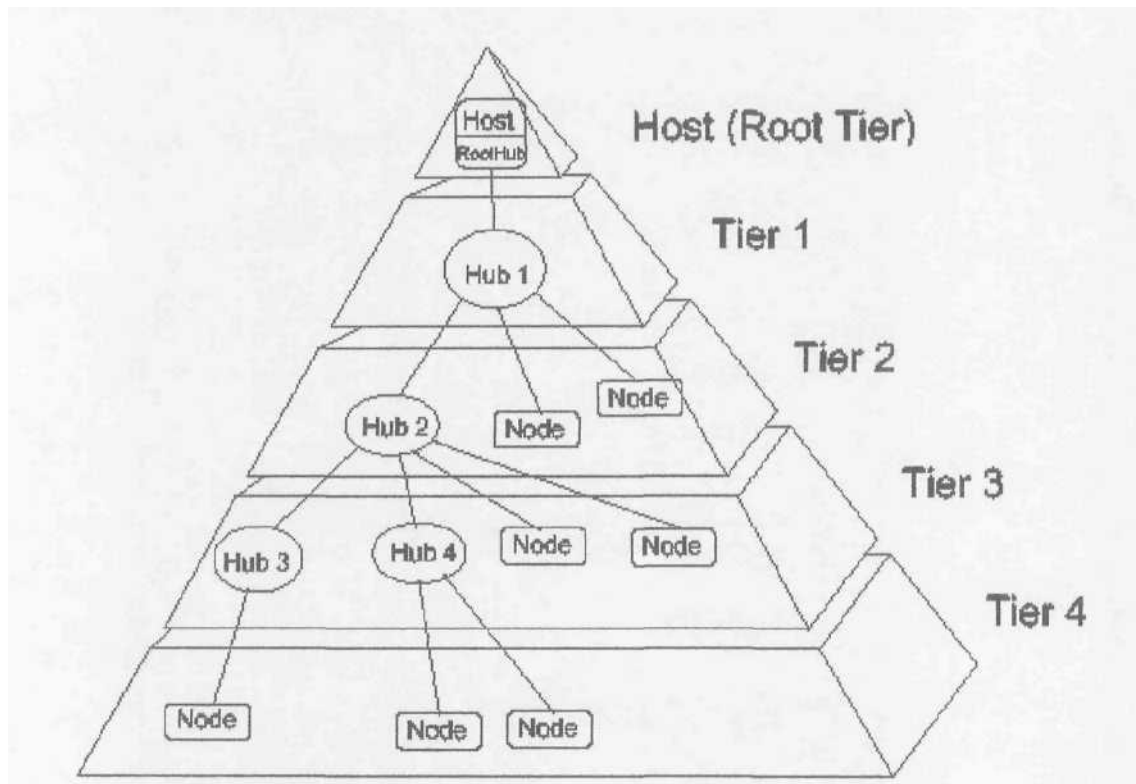 Host
RootHub
Host (Root Tier)
Hub 1
Tier 1
Hub 2
Node
Node
Tier 2
Hub 3
Hub 4
Node
Node
Tier 3
Node
Node
Node
Tier 4